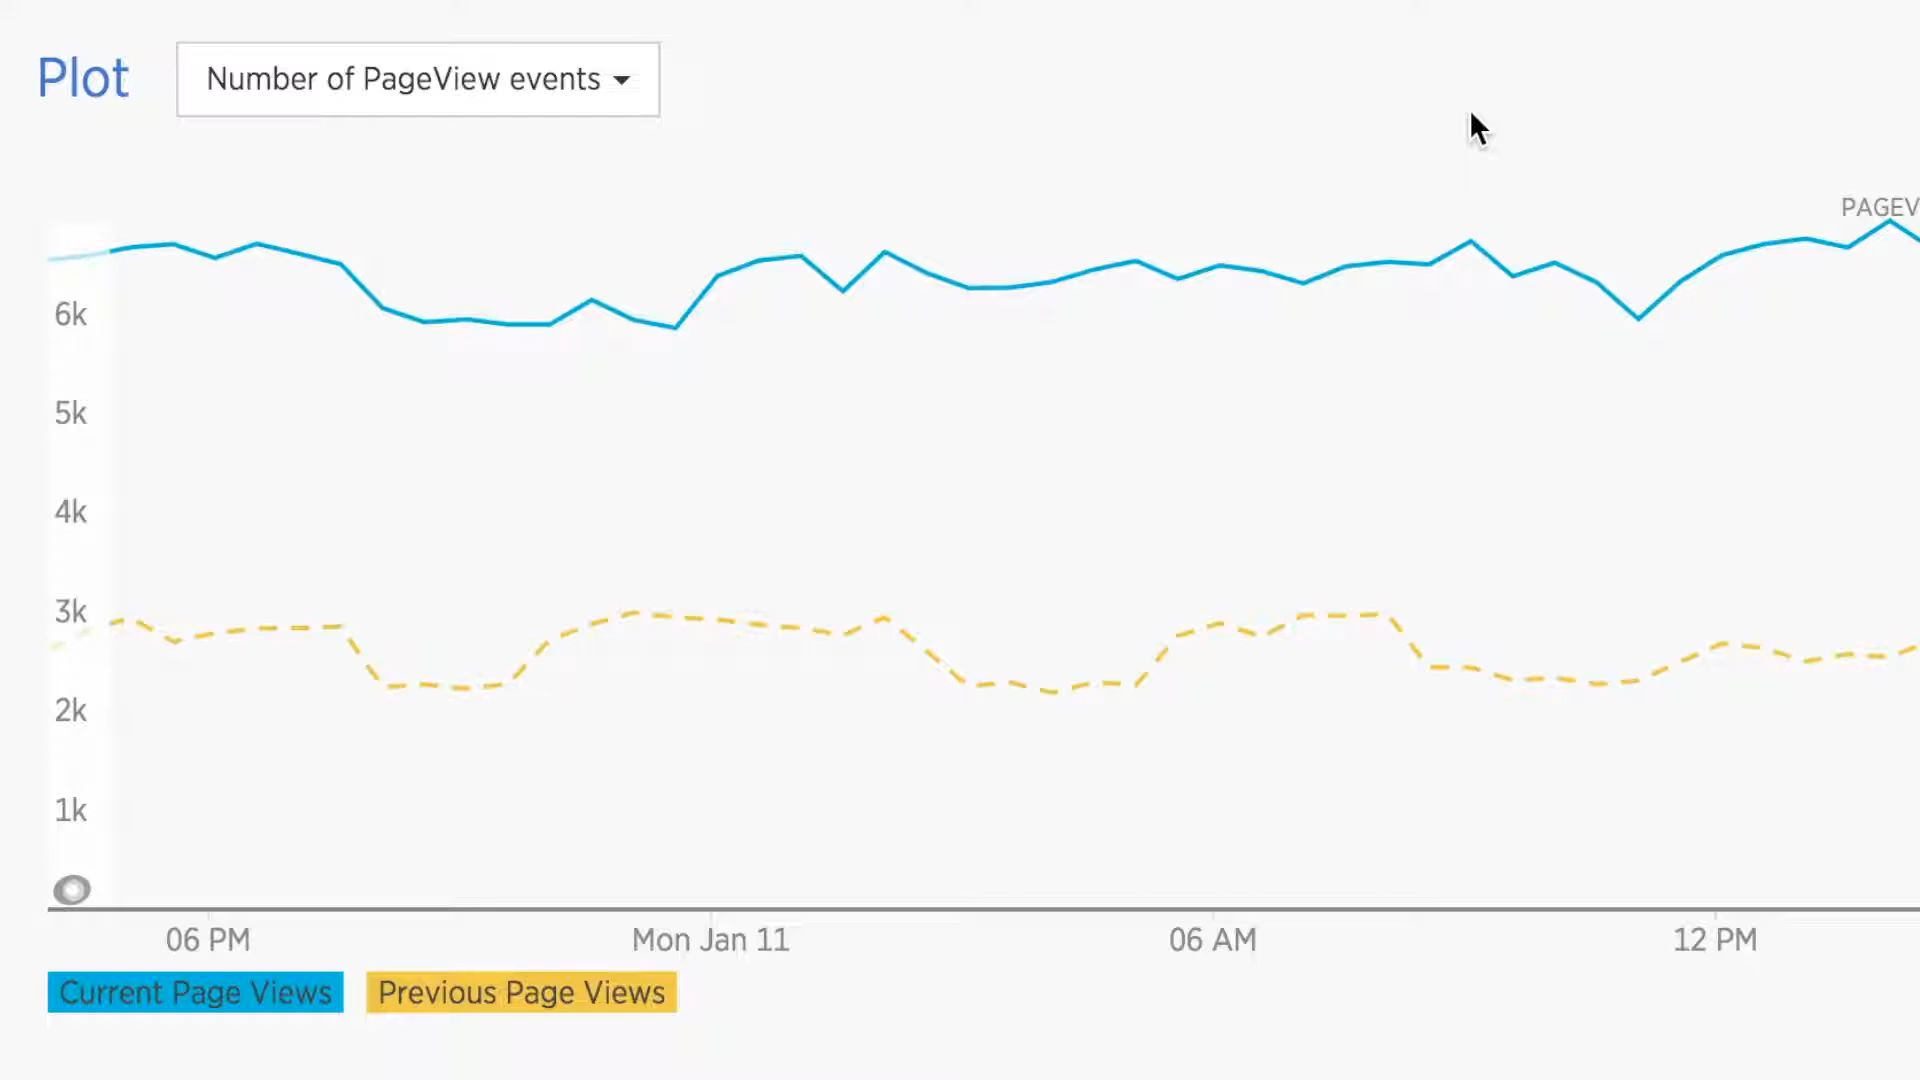 Plot
Number of PageView events
PAGEV
6k
5k
4k
3k
2k
1k
06 PM
Mon Jan 11
06 AM
12 PM
Current Page Views
Previous Page Views